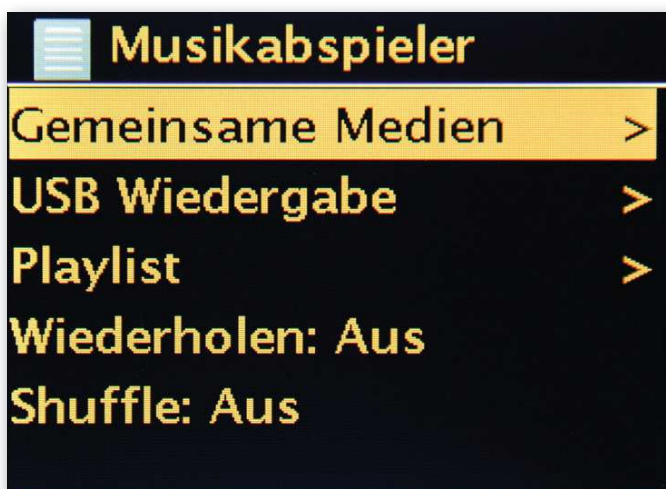 Musikabspieler
Gemeinsame Medien >
USB Wiedergabe >
Playlist >
Wiederholen: Aus
Shuffle: Aus